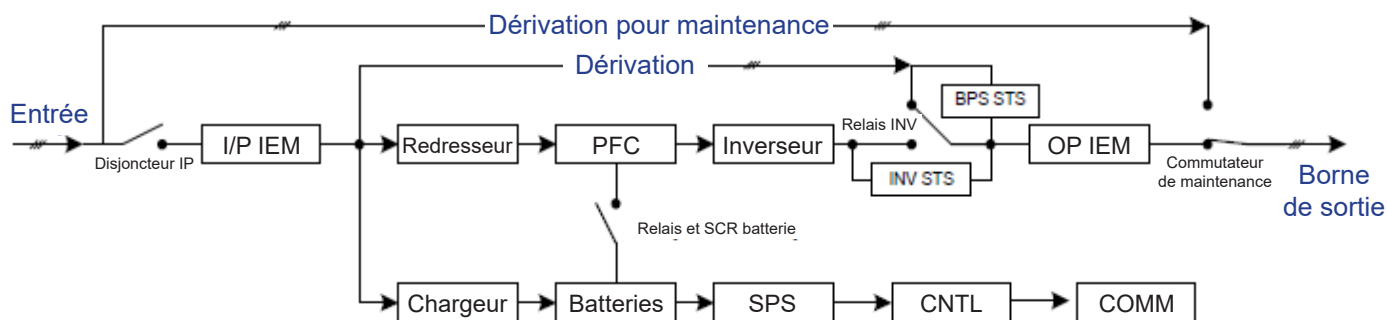 Dérivation pour maintenance
Dérivation
Entrée
BPS STS
Relais INV
Disjoncteur IP
I/P IEM
Redresseur
PFC
Inverseur
OP IEM
INV STS
Commutateur
de maintenance
Borne
de sortie
Relais et SCR batterie
Chargeur
Batteries
SPS
CNTL
COMM